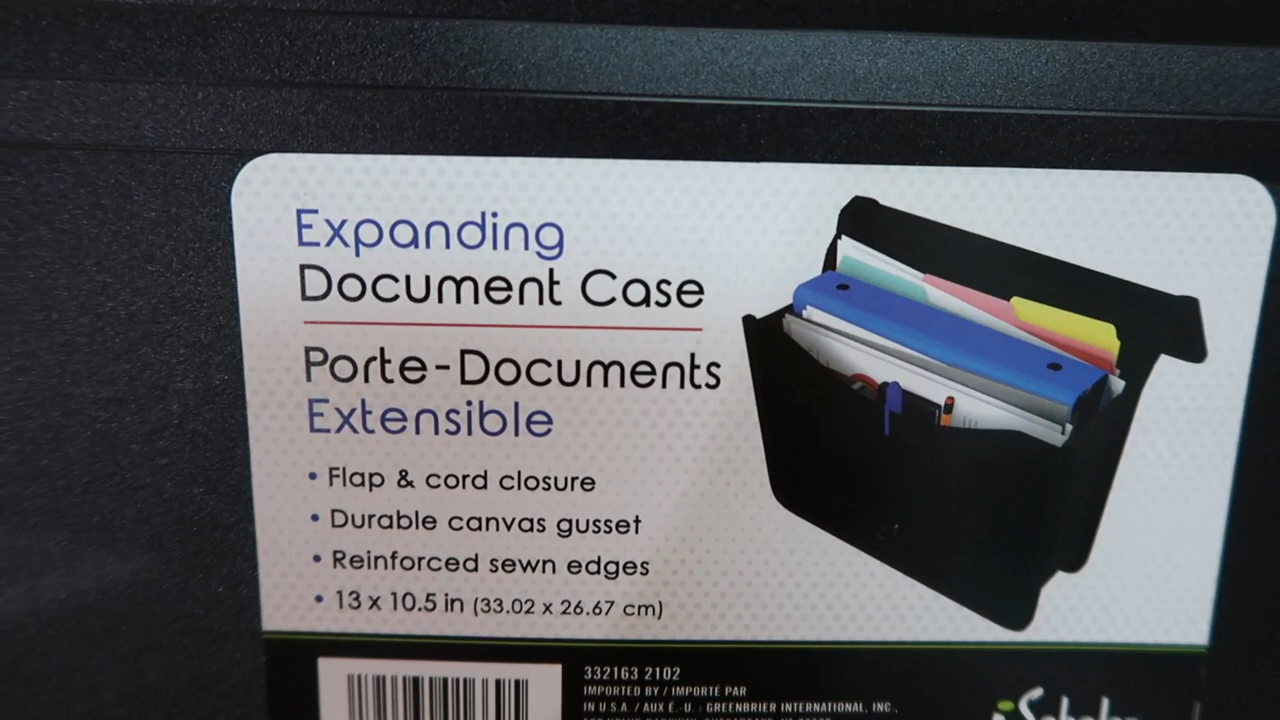 Expanding
Document Case
Porte-Documents
Extensible
• Flap & cord closure
• Durable canvas gusset
• Reinforced sewn edges
• 13 x 10.5 in (33.02 x 26.67 cm)
332163 2102
IMPORTED BY / IMPORTÉ PAR
IN U.S.A. / AUX É.-U. : GREENBRIER INTERNATIONAL, INC.,